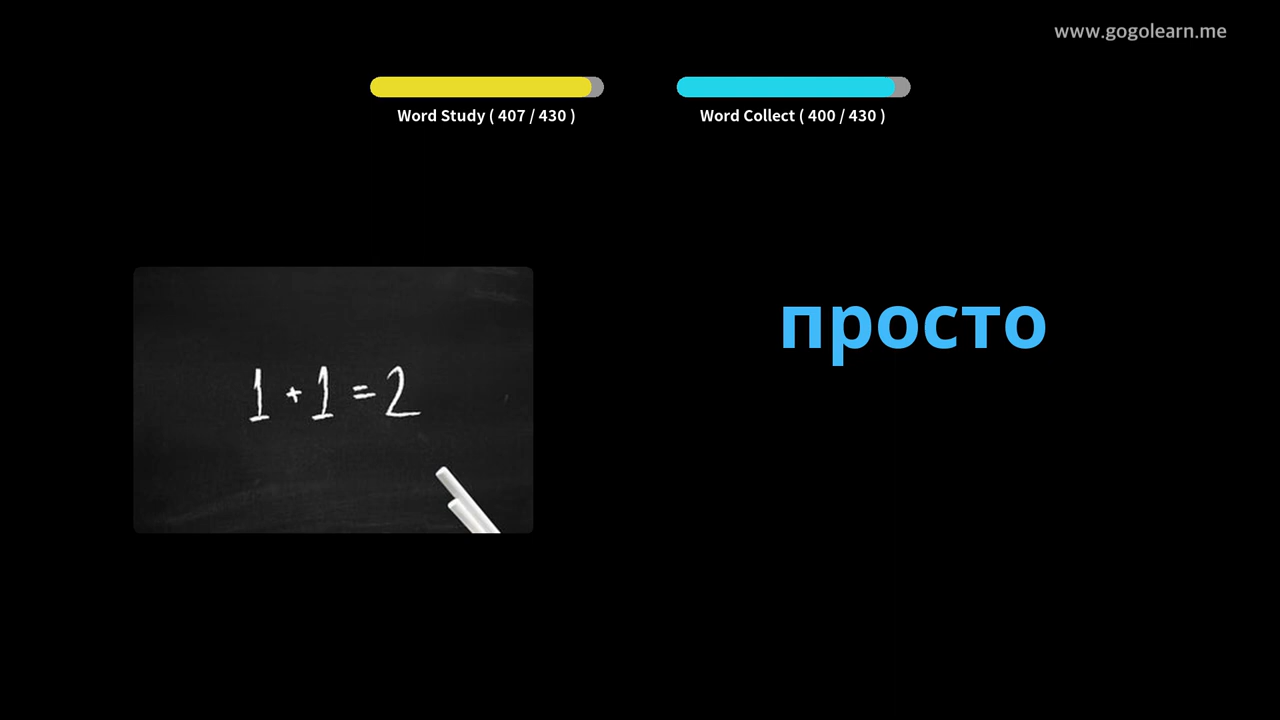 www.gogolearn.me
Word Study ( 407 / 430 )
Word Collect ( 400 / 430 )
просто
1 + 1 = 2